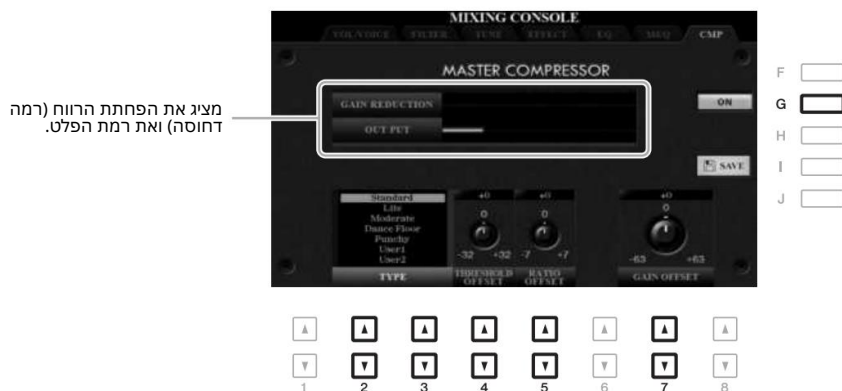 MIXING CONSOLE
VOL/VOICE FILTER TUNE EFFECT EQ MEQ CMP
MASTER COMPRESSOR
מציג את הפחתת הרווח (רמה
דחוסה) ואת רמת הפלט.
GAIN REDUCTION
OUT PUT
ON
SAVE
F
G
H
I
J
Standard
Lite
Moderate
Dance Floor
Punchy
User1
User2
TYPE
+0
0
-32 +32
THRESHOLD OFFSET
+0
0
-7 +7
RATIO OFFSET
+0
0
-63 +63
GAIN OFFSET
1 2 3 4 5 6 7 8